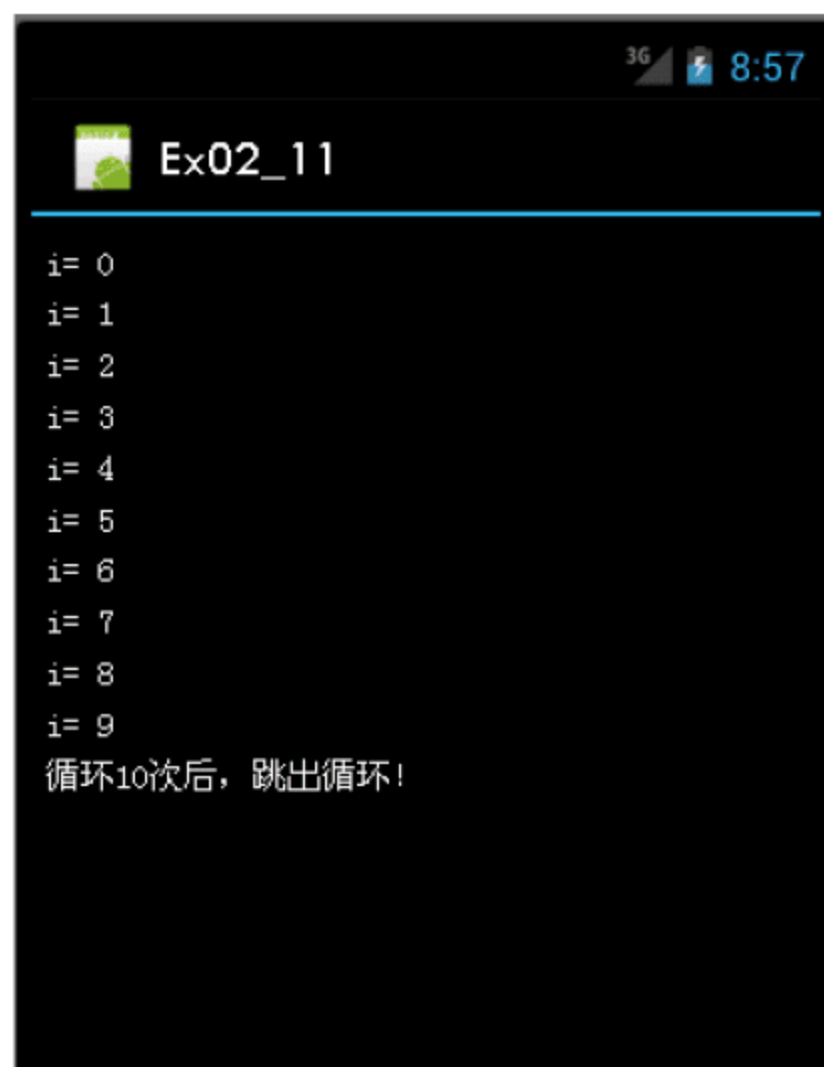 3G 8:57
Ex02_11
i= 0
i= 1
i= 2
i= 3
i= 4
i= 5
i= 6
i= 7
i= 8
i= 9
循环10次后，跳出循环！